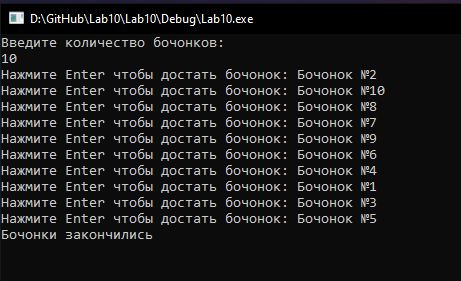 D:\GitHub\Lab10\Lab10\Debug\Lab10.exe
Введите количество бочонков:
10
Нажмите Enter чтобы достать бочонок: Бочонок №2
Нажмите Enter чтобы достать бочонок: Бочонок №10
Нажмите Enter чтобы достать бочонок: Бочонок №8
Нажмите Enter чтобы достать бочонок: Бочонок №7
Нажмите Enter чтобы достать бочонок: Бочонок №9
Нажмите Enter чтобы достать бочонок: Бочонок №6
Нажмите Enter чтобы достать бочонок: Бочонок №4
Нажмите Enter чтобы достать бочонок: Бочонок №1
Нажмите Enter чтобы достать бочонок: Бочонок №3
Нажмите Enter чтобы достать бочонок: Бочонок №5
Бочонки закончились